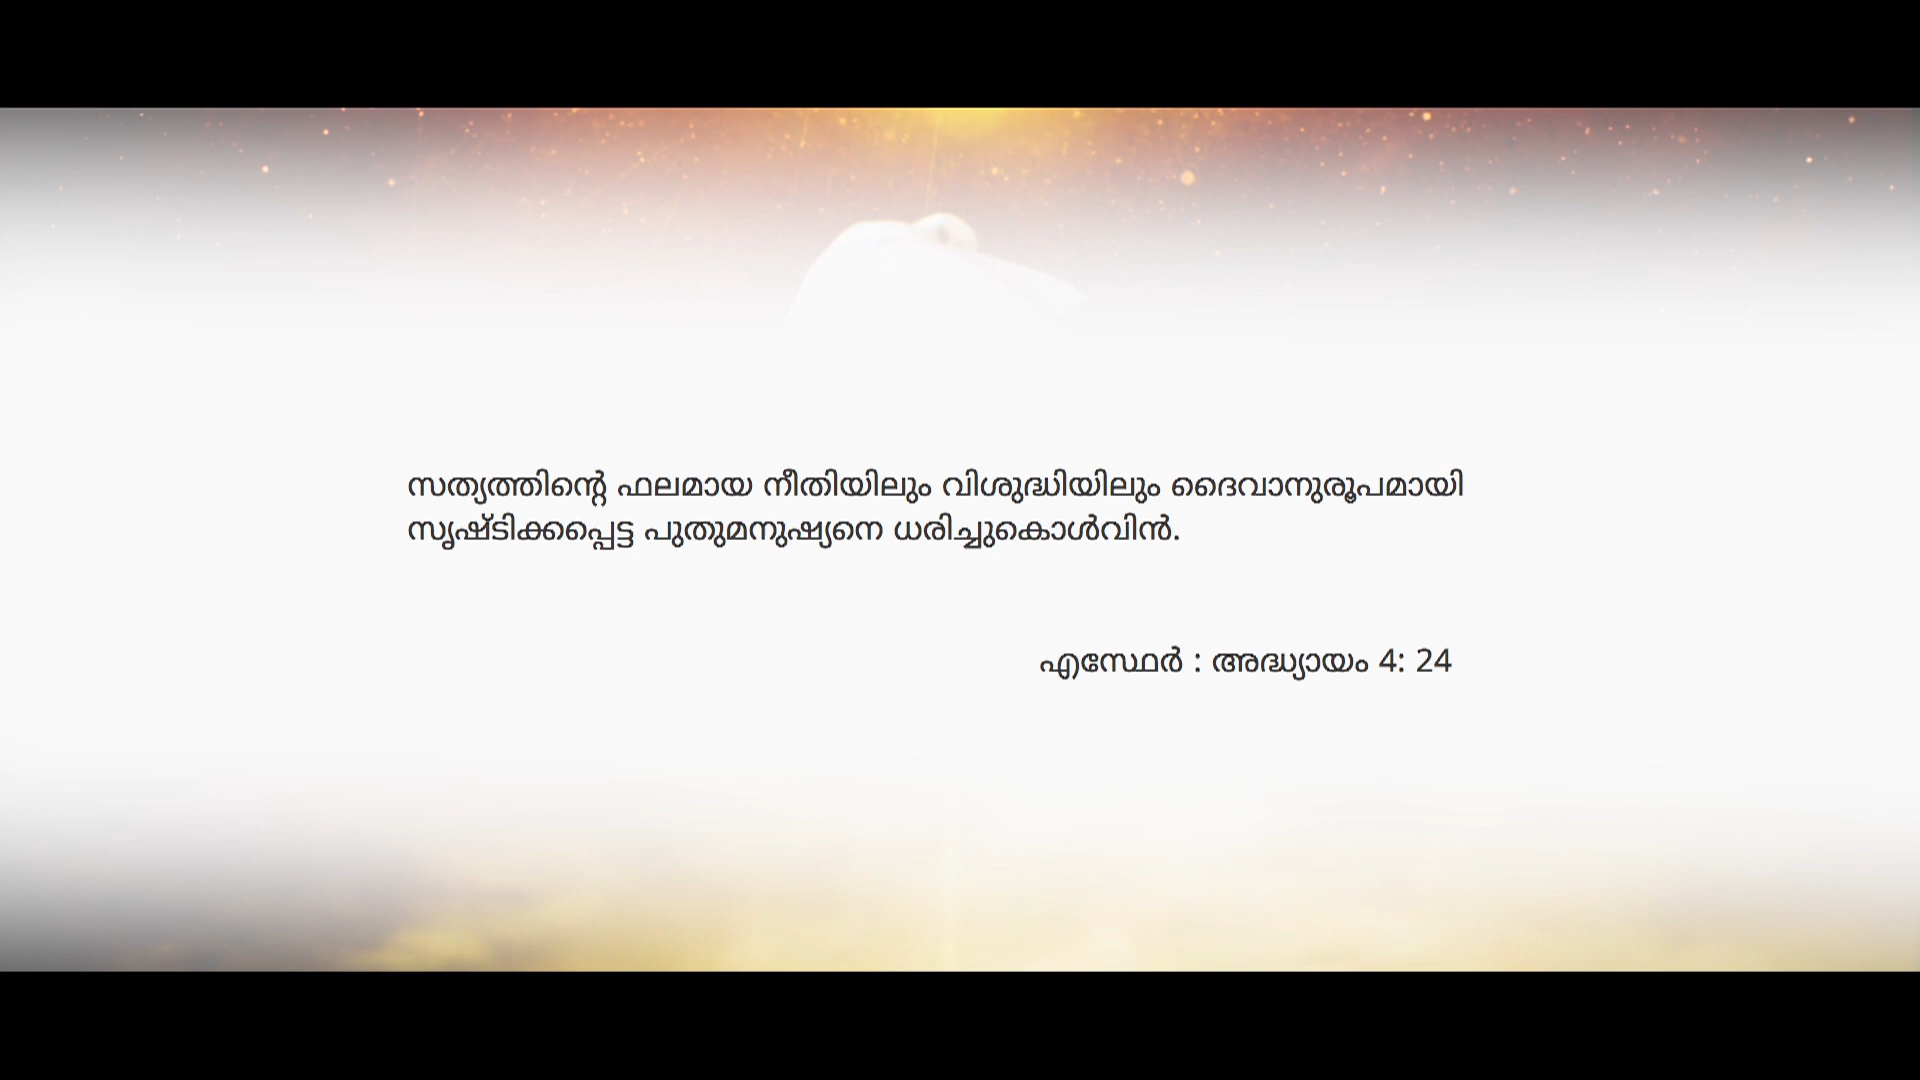 സത്യത്തിന്റെ ഫലമായ നീതിയിലും വിശുദ്ധിയിലും ദൈവാനുരൂപമായി
സൃഷ്ടിക്കപ്പെട്ട പുതുമനുഷ്യനെ ധരിച്ചുകൊൾവിൻ.
എസ്ഥേർ : അദ്ധ്യായം 4: 24